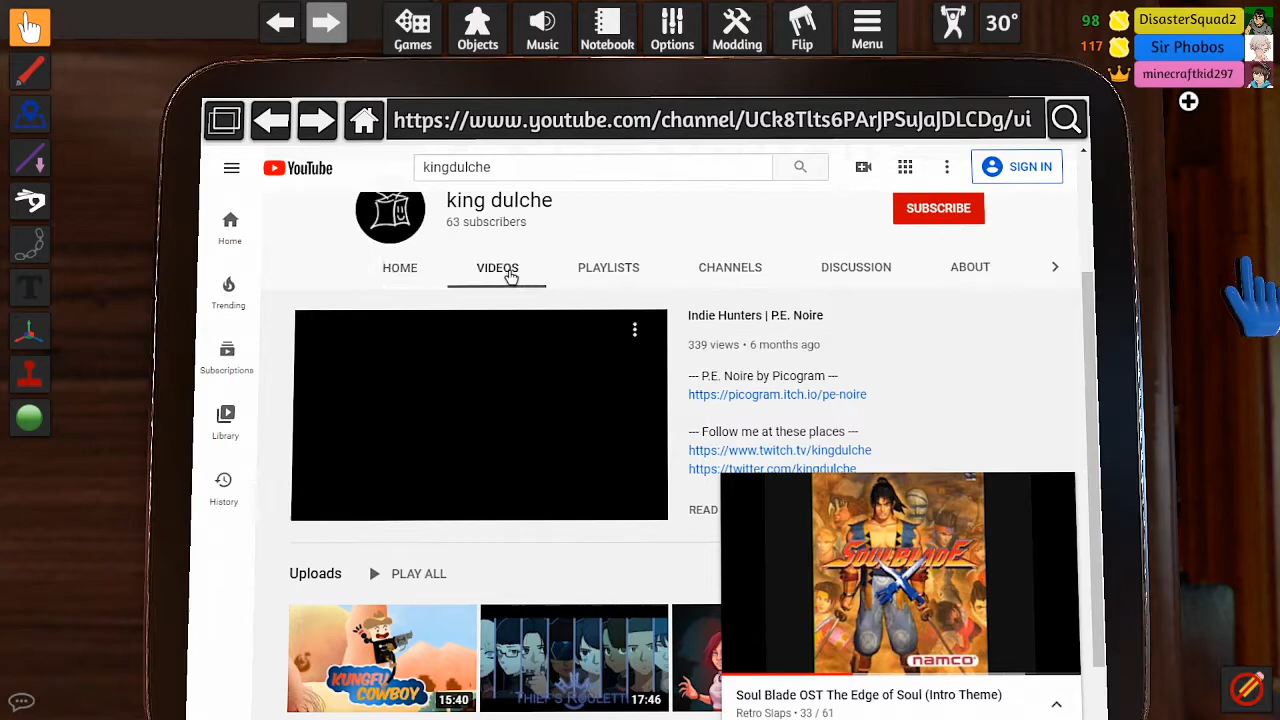 Games
Objects
Music
Notebook
Options
Modding
Flip
Menu
30°
98 DisasterSquad2
117 Sir Phobos
minecraftkid297
https://www.youtube.com/channel/UCk8Tlts6PArJPSuJaJDLCDg/vi
YouTube
kingdulche
SIGN IN
king dulche
63 subscribers
SUBSCRIBE
Home
Trending
Subscriptions
Library
History
HOME
VIDEOS
PLAYLISTS
CHANNELS
DISCUSSION
ABOUT
Indie Hunters | P.E. Noire
339 views • 6 months ago
--- P.E. Noire by Picogram ---
https://picogram.itch.io/pe-noire
--- Follow me at these places ---
https://www.twitch.tv/kingdulche
https://twitter.com/kingdulche
READ
Uploads
PLAY ALL
KUNGFU
COWBOY
15:40
THIEF'S ROULETTE
17:46
SOULBLADE
namco
Soul Blade OST The Edge of Soul (Intro Theme)
Retro Slaps • 33 / 61
T